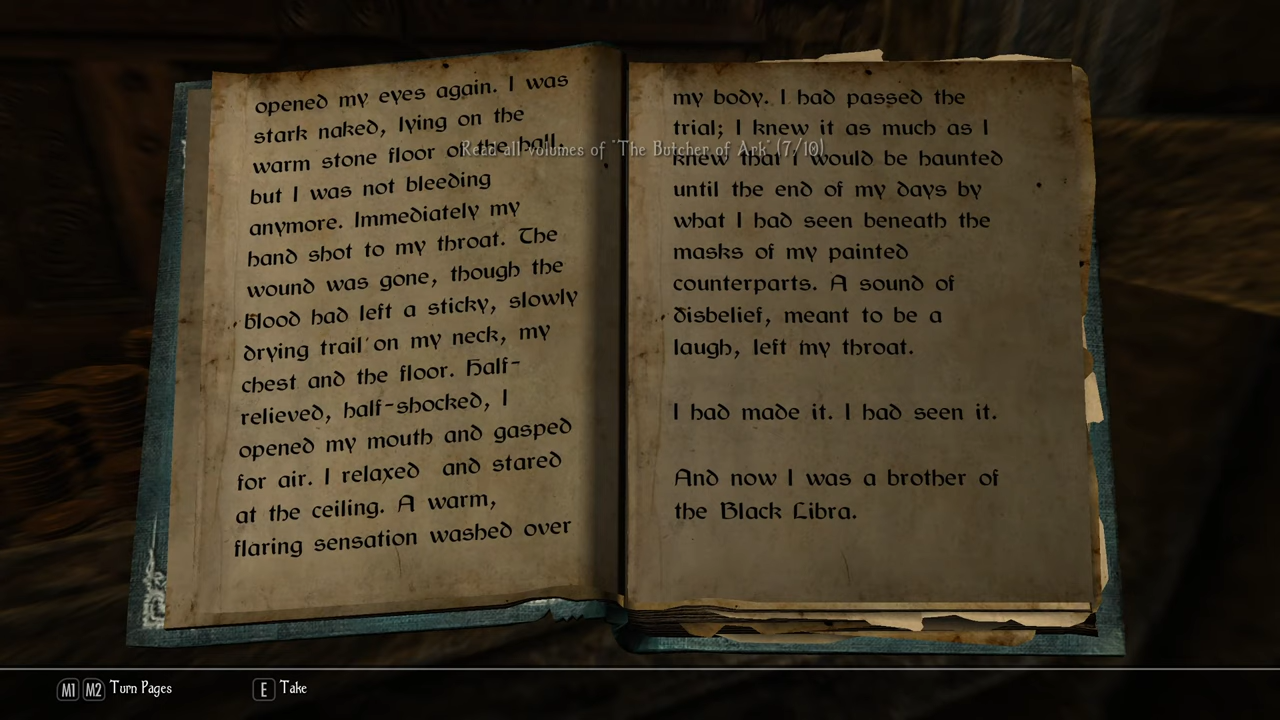 opened my eyes again. I was
stark naked, lying on the
warm stone floor of the hall,
but I was not bleeding
anymore. Immediately my
hand shot to my throat. The
wound was gone, though the
blood had left a sticky, slowly
drying trail on my neck, my
chest and the floor. Half-
relieved, half-shocked, I
opened my mouth and gasped
for air. I relaxed  and stared
at the ceiling. A warm,
flaring sensation washed over
my body. I had passed the
trial; I knew it as much as I
knew that I would be haunted
until the end of my days by
what I had seen beneath the
masks of my painted
counterparts. A sound of
disbelief, meant to be a
laugh, left my throat.
I had made it. I had seen it.
And now I was a brother of
the Black Libra.
Read all volumes of "The Butcher of Ark" (7/10)
M1 M2 Turn Pages
E Take